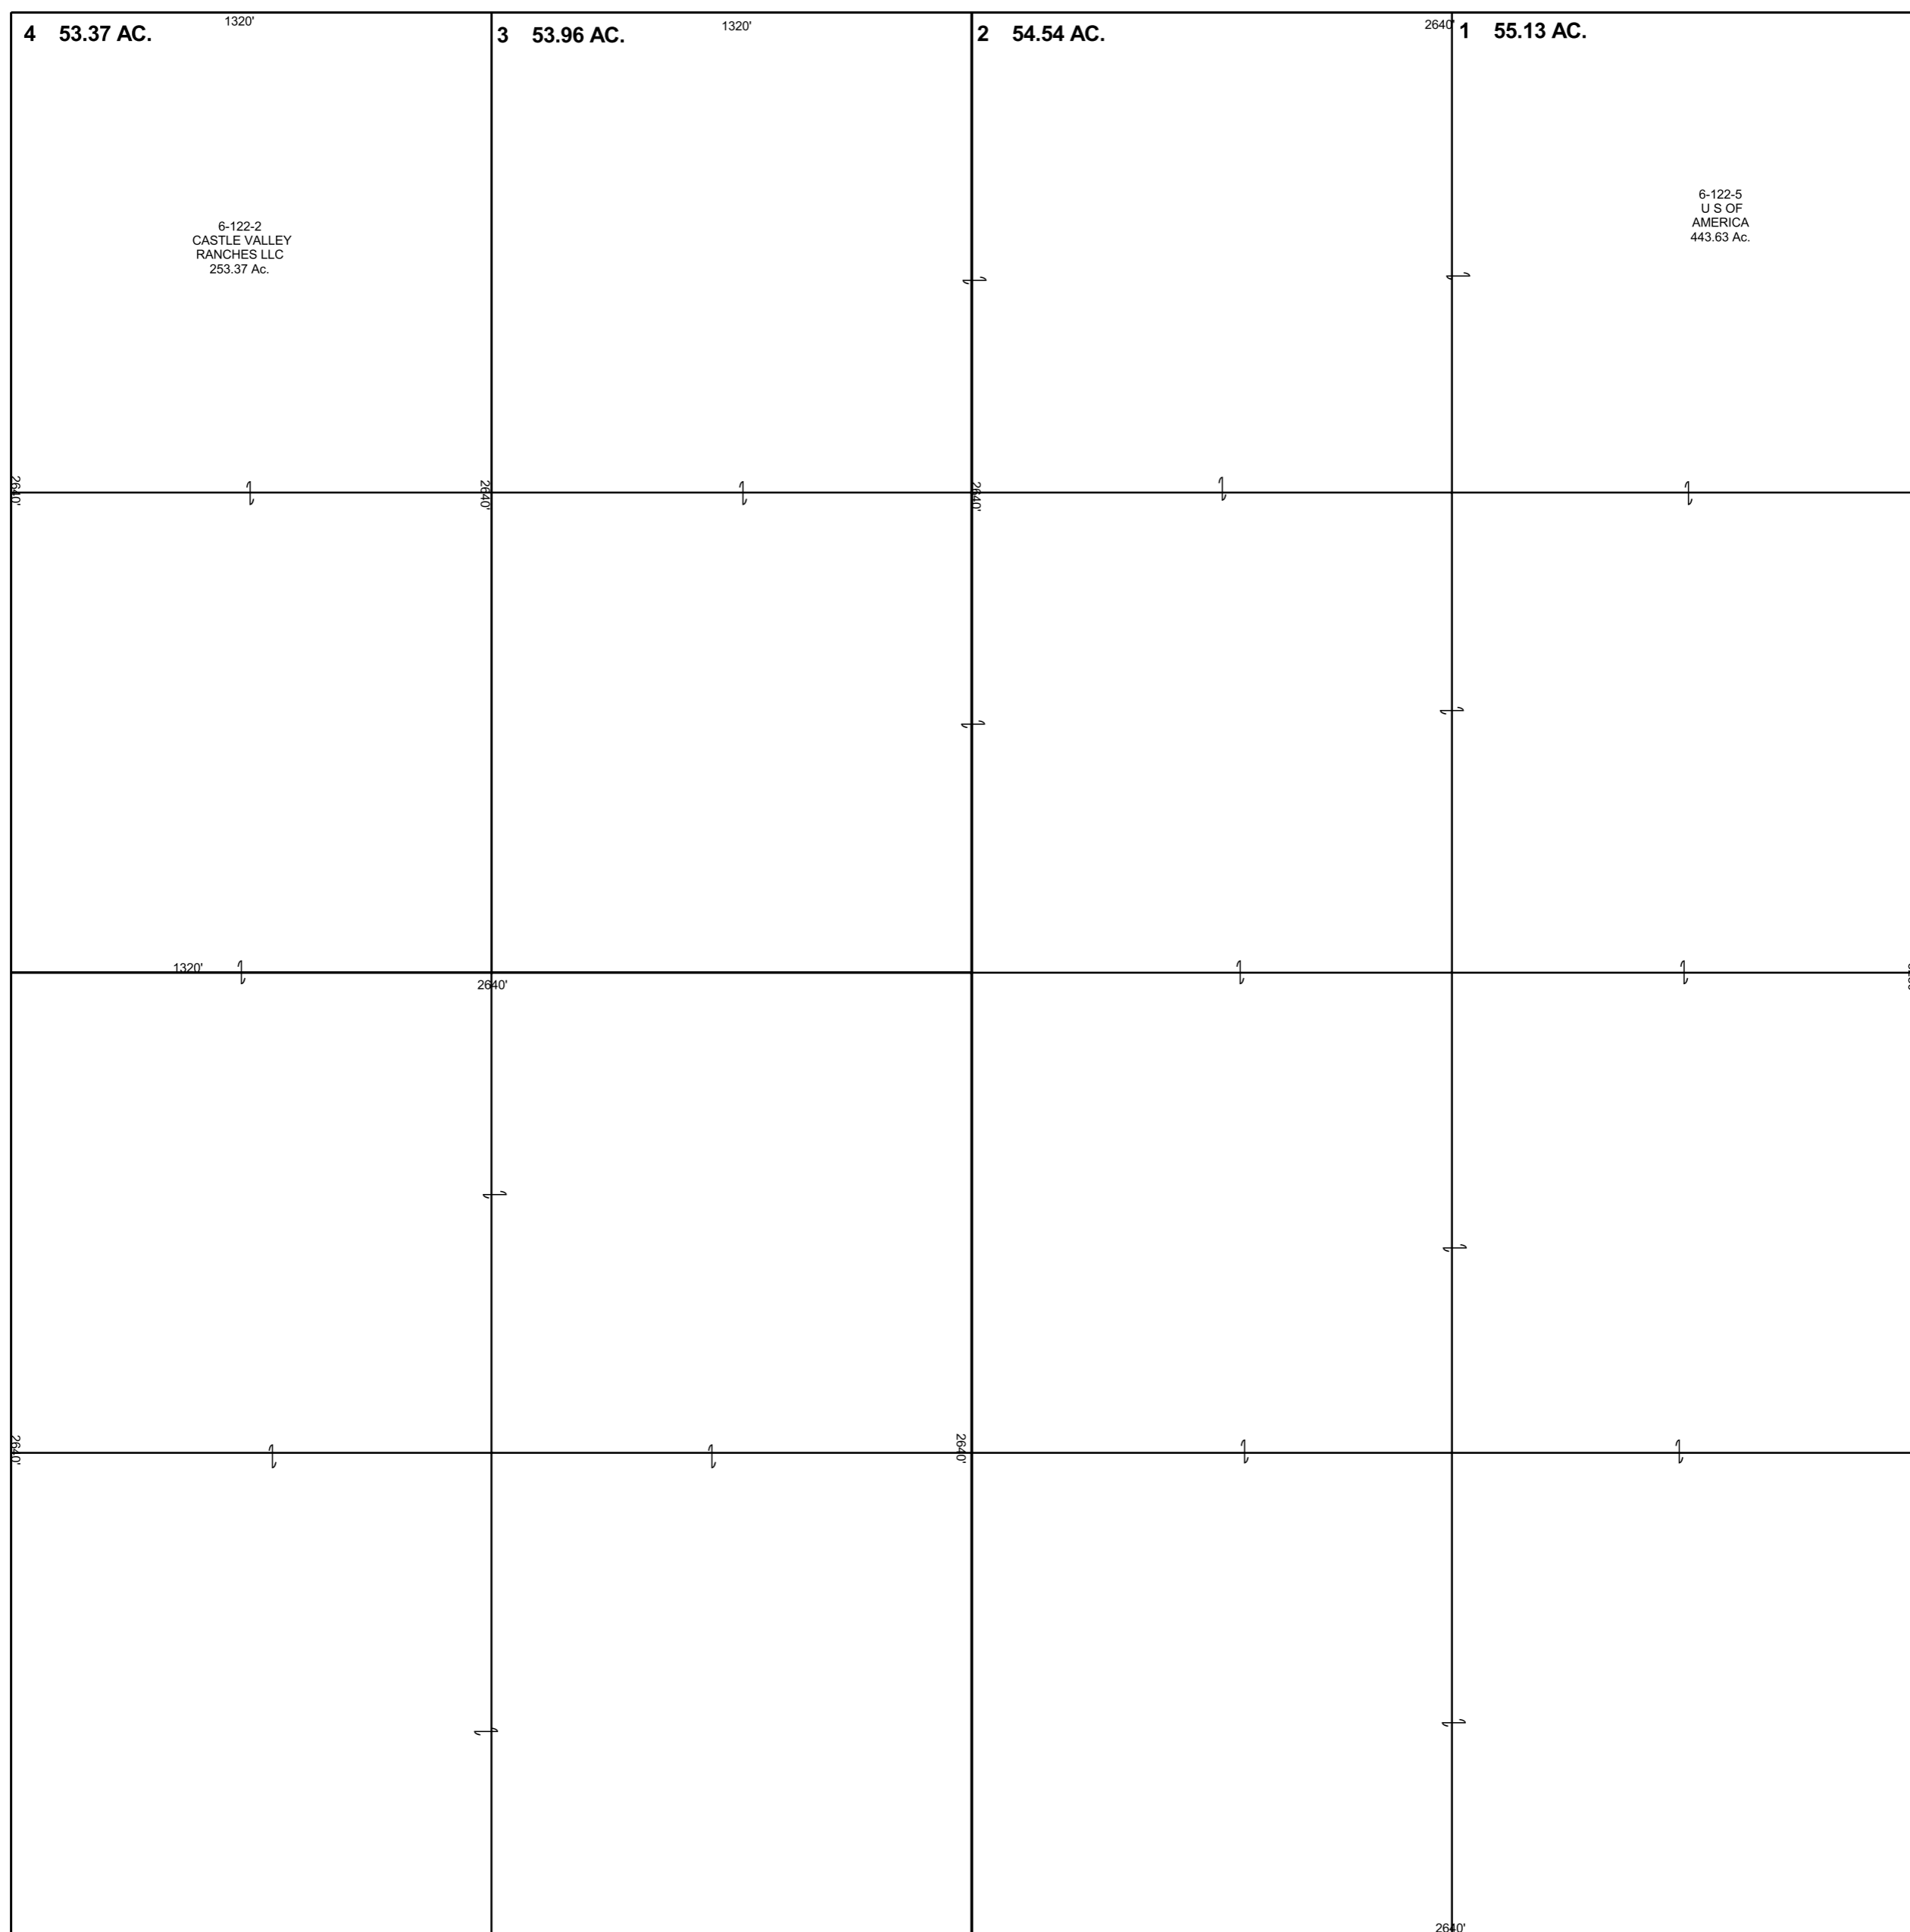 1320'
1320'
2640'
4 53.37 AC.
3 53.96 AC.
2 54.54 AC.
1 55.13 AC.
6-122-2
CASTLE VALLEY
RANCHES LLC
253.37 Ac.
6-122-5
U S OF
AMERICA
443.63 Ac.
2640'
2640'
2640'
1320'
2640'
2640'
2640'
2640'